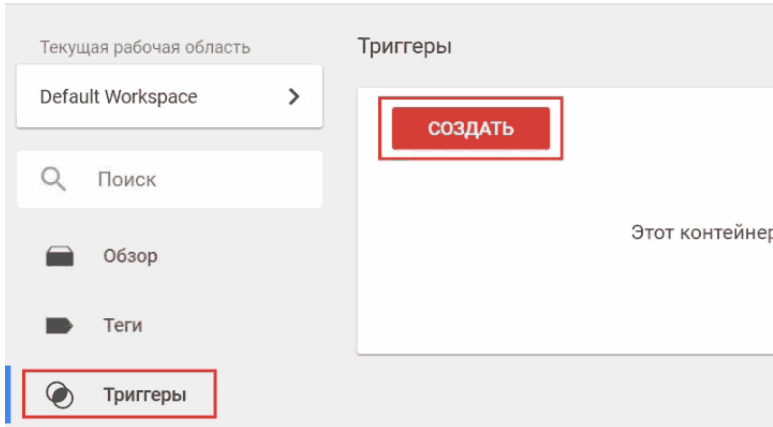 Текущая рабочая область
Default Workspace
Поиск
Обзор
Теги
Триггеры
Триггеры
СОЗДАТЬ
Этот контейнер